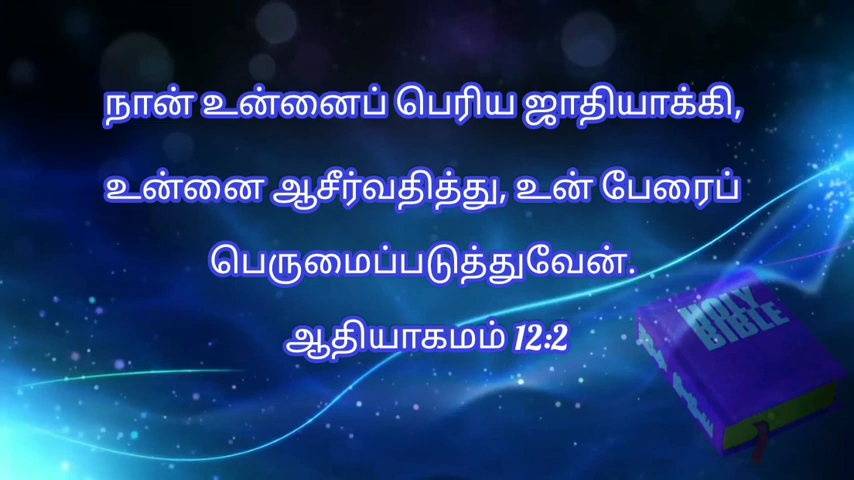 நான் உன்னைப் பெரிய ஜாதியாக்கி,
உன்னை ஆசீர்வதித்து, உன் பேரைப்
பெருமைப்படுத்துவேன்.
ஆதியாகமம் 12:2
HOLY
BIBLE